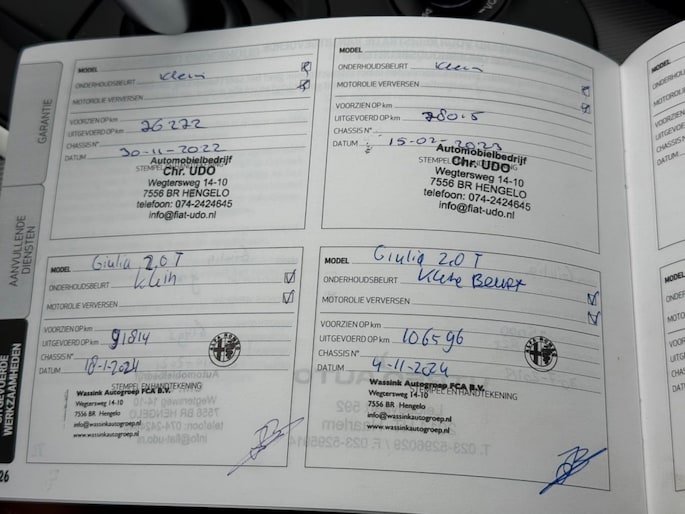 GARANTIE
AANVULLENDE
DIENSTEN
WERKZAAMHEDEN
26
MODEL
ONDERHOUDSBEURT Klein
MOTOROLIE VERVERSEN
VOORZIEN OP km
UITGEVOERD OP km 26222
CHASSIS N°
DATUM 30-11-2022
Automobielbedrijf
Chr. UDO
Wegtersweg 14-10
7556 BR HENGELO
telefoon: 074-2424645
info@fiat-udo.nl
MODEL
ONDERHOUDSBEURT Klein
MOTOROLIE VERVERSEN
VOORZIEN OP km
UITGEVOERD OP km
CHASSIS N°
DATUM 15-02-2023
Automobielbedrijf
Chr. UDO
Wegtersweg 14-10
7556 BR HENGELO
telefoon: 074-2424645
info@fiat-udo.nl
MODEL Giulia 2.0 T
ONDERHOUDSBEURT Klein
MOTOROLIE VERVERSEN
VOORZIEN OP km
UITGEVOERD OP km 91814
CHASSIS N°
DATUM 18-1-2024
STEMPEL EN HANDTEKENING
Wassink Autogroep FCA B.V.
Wegtersweg 14-10
7556 BR Hengelo
info@wassinkautogroep.nl
www.wassinkautogroep.nl
MODEL Giulia 2.0 T
ONDERHOUDSBEURT Kleine Beurt
MOTOROLIE VERVERSEN
VOORZIEN OP km
UITGEVOERD OP km 106596
CHASSIS N°
DATUM 4-11-2024
STEMPEL EN HANDTEKENING
Wassink Autogroep FCA B.V.
Wegtersweg 14-10
7556 BR Hengelo
info@wassinkautogroep.nl
www.wassinkautogroep.nl